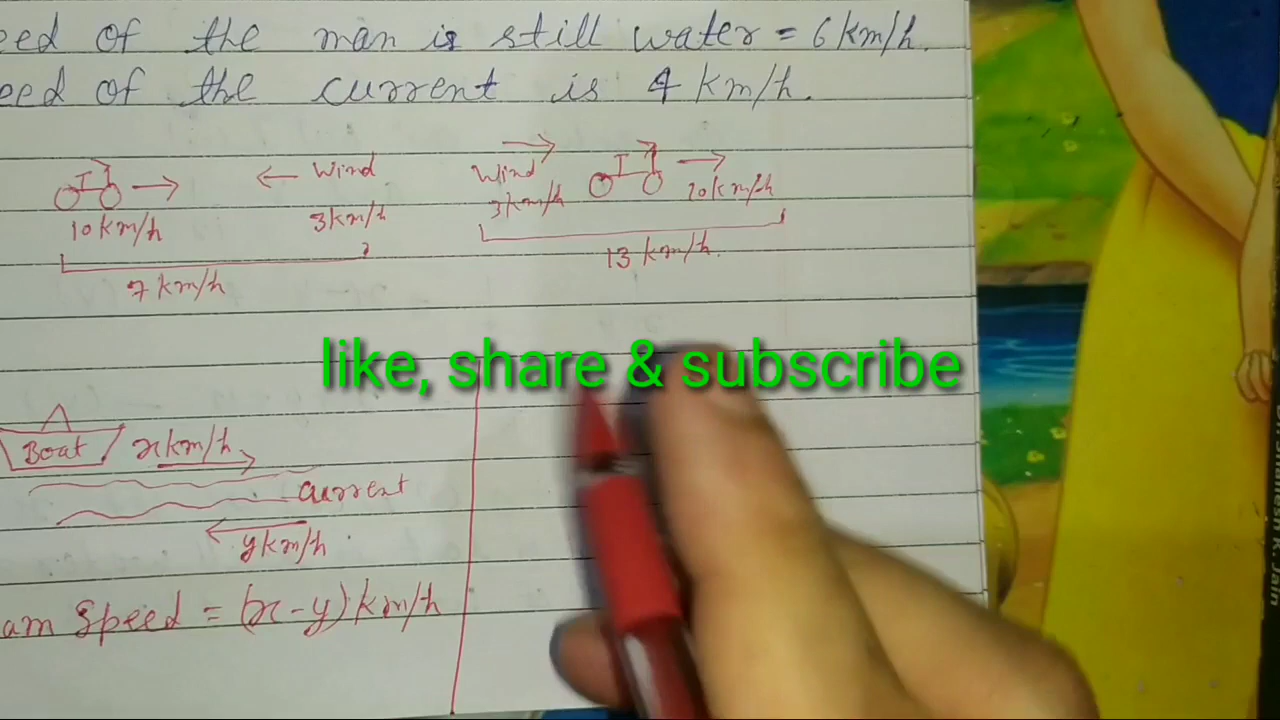 eed of the man is still water = 6 km/h.
eed of the current is 4 km/h.
← Wind
10 km/h
3 km/h
7 km/h
Wind
3 km/h
10 km/h
13 km/h.
like, share & subscribe
Boat
x km/h
current
y km/h.
am Speed = (x-y) km/h
K. Jain